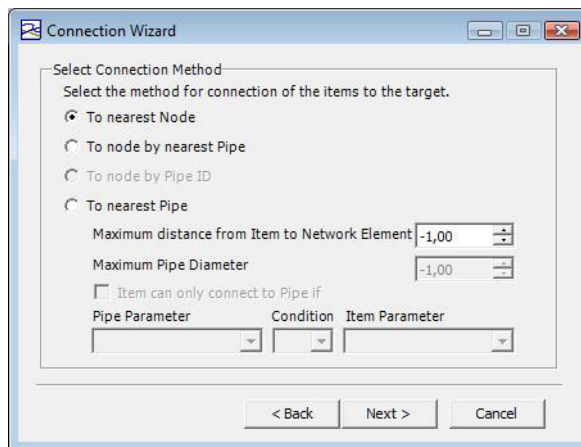 Connection Wizard
Select Connection Method
Select the method for connection of the items to the target.
To nearest Node
To node by nearest Pipe
To node by Pipe ID
To nearest Pipe
Maximum distance from Item to Network Element -1,00
Maximum Pipe Diameter -1,00
Item can only connect to Pipe if
Pipe Parameter Condition Item Parameter
< Back Next > Cancel